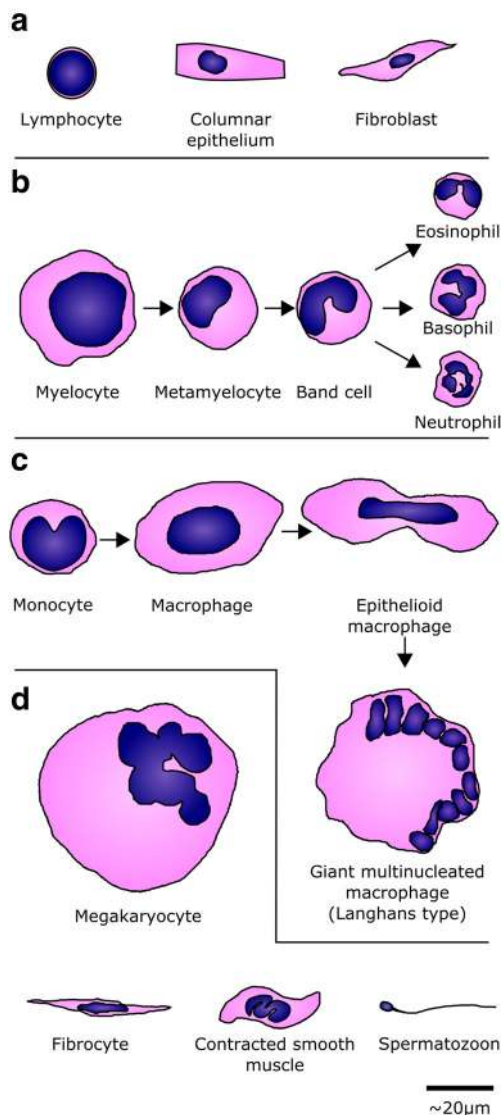 a
Lymphocyte
Columnar
epithelium
Fibroblast
b
Eosinophil
Basophil
Myelocyte
Metamyelocyte
Band cell
Neutrophil
c
Monocyte
Macrophage
Epithelioid
macrophage
d
Megakaryocyte
Giant multinucleated
macrophage
(Langhans type)
Fibrocyte
Contracted smooth
muscle
Spermatozoon
~20µm